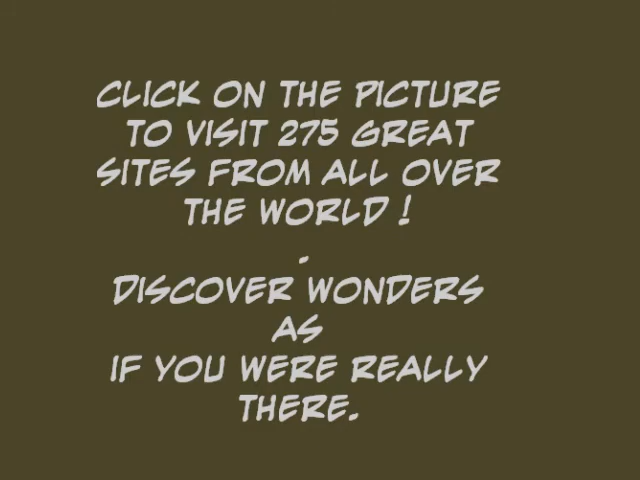 CLICK ON THE PICTURE
TO VISIT 275 GREAT
SITES FROM ALL OVER
THE WORLD !
.
DISCOVER WONDERS
AS
IF YOU WERE REALLY
THERE.